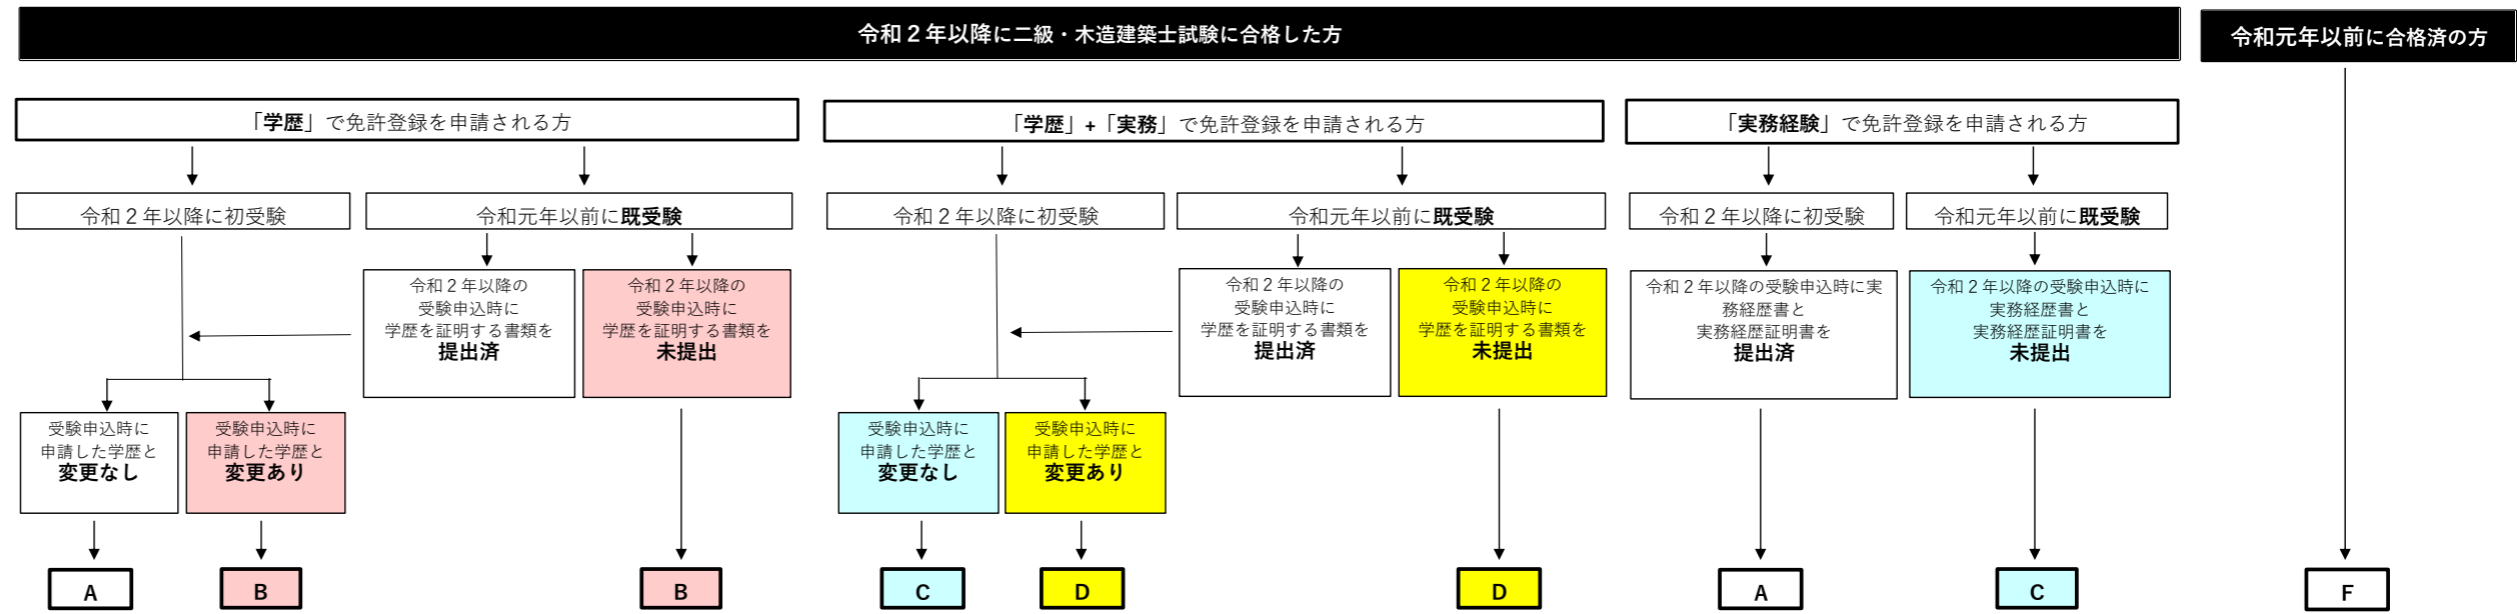 令和２年以降に二級・木造建築士試験に合格した方
令和元年以前に合格済の方
「学歴」で免許登録を申請される方
「学歴」+「実務」で免許登録を申請される方
「実務経験」で免許登録を申請される方
令和２年以降に初受験
令和元年以前に既受験
令和２年以降に初受験
令和元年以前に既受験
令和２年以降に初受験
令和元年以前に既受験
令和２年以降の
受験申込時に
学歴を証明する書類を
提出済
令和２年以降の
受験申込時に
学歴を証明する書類を
未提出
令和２年以降の
受験申込時に
学歴を証明する書類を
提出済
令和２年以降の
受験申込時に
学歴を証明する書類を
未提出
令和２年以降の受験申込時に実
務経歴書と
実務経歴証明書を
提出済
令和２年以降の受験申込時に
実務経歴書と
実務経歴証明書を
未提出
受験申込時に
申請した学歴と
変更なし
受験申込時に
申請した学歴と
変更あり
受験申込時に
申請した学歴と
変更なし
受験申込時に
申請した学歴と
変更あり
A
B
B
C
D
D
A
C
F